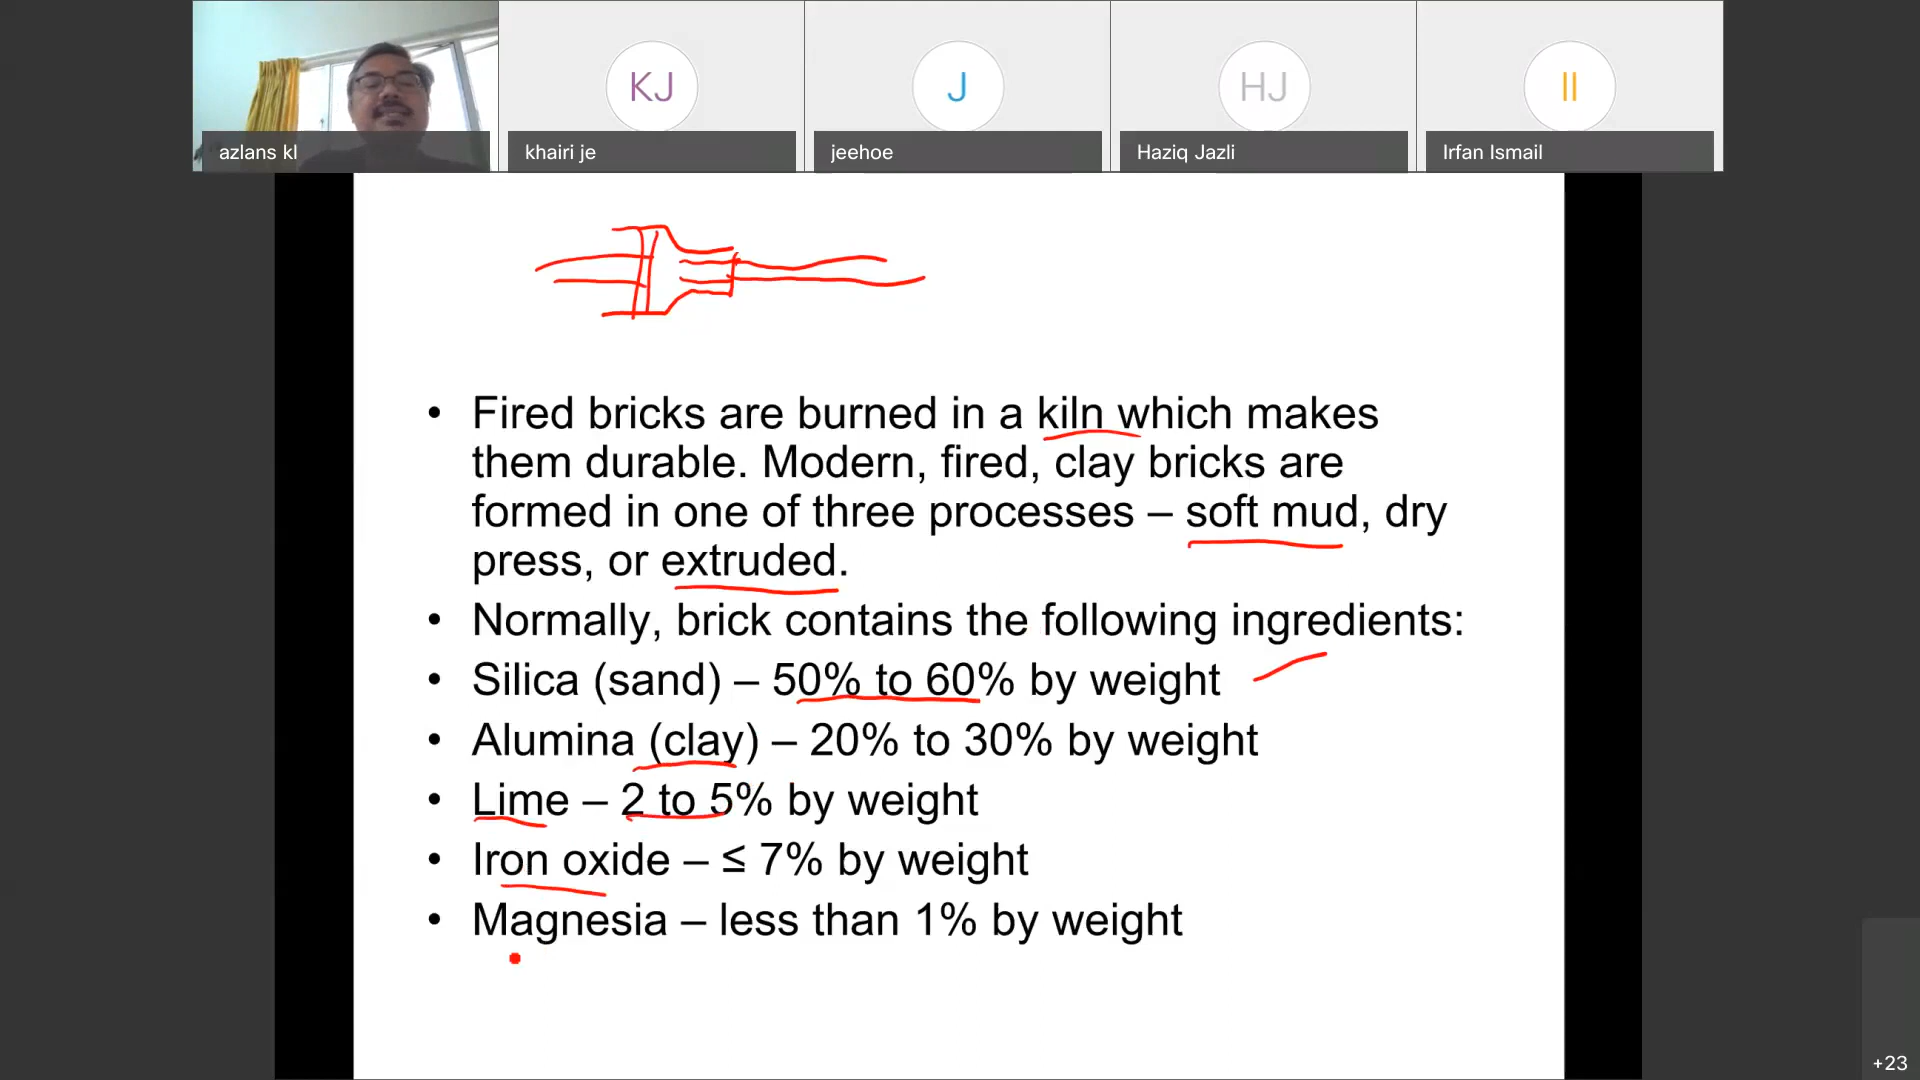 KJ
J
HJ
II
azlans kl
khairi je
jeehoe
Haziq Jazli
Irfan Ismail
• Fired bricks are burned in a kiln which makes
them durable. Modern, fired, clay bricks are
formed in one of three processes – soft mud, dry
press, or extruded.
• Normally, brick contains the following ingredients:
• Silica (sand) – 50% to 60% by weight
• Alumina (clay) – 20% to 30% by weight
• Lime – 2 to 5% by weight
• Iron oxide – ≤ 7% by weight
• Magnesia – less than 1% by weight
+23